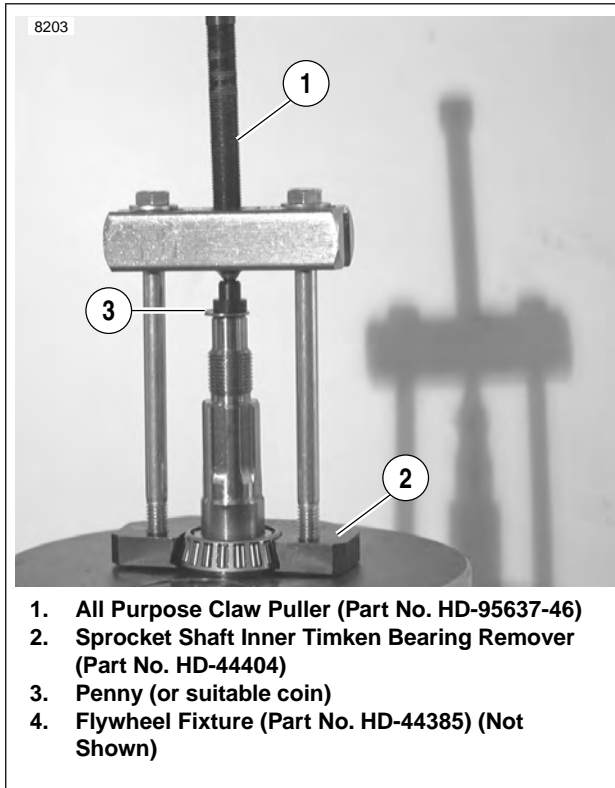 8203
1
3
2
1. All Purpose Claw Puller (Part No. HD-95637-46)
2. Sprocket Shaft Inner Timken Bearing Remover
(Part No. HD-44404)
3. Penny (or suitable coin)
4. Flywheel Fixture (Part No. HD-44385) (Not
Shown)